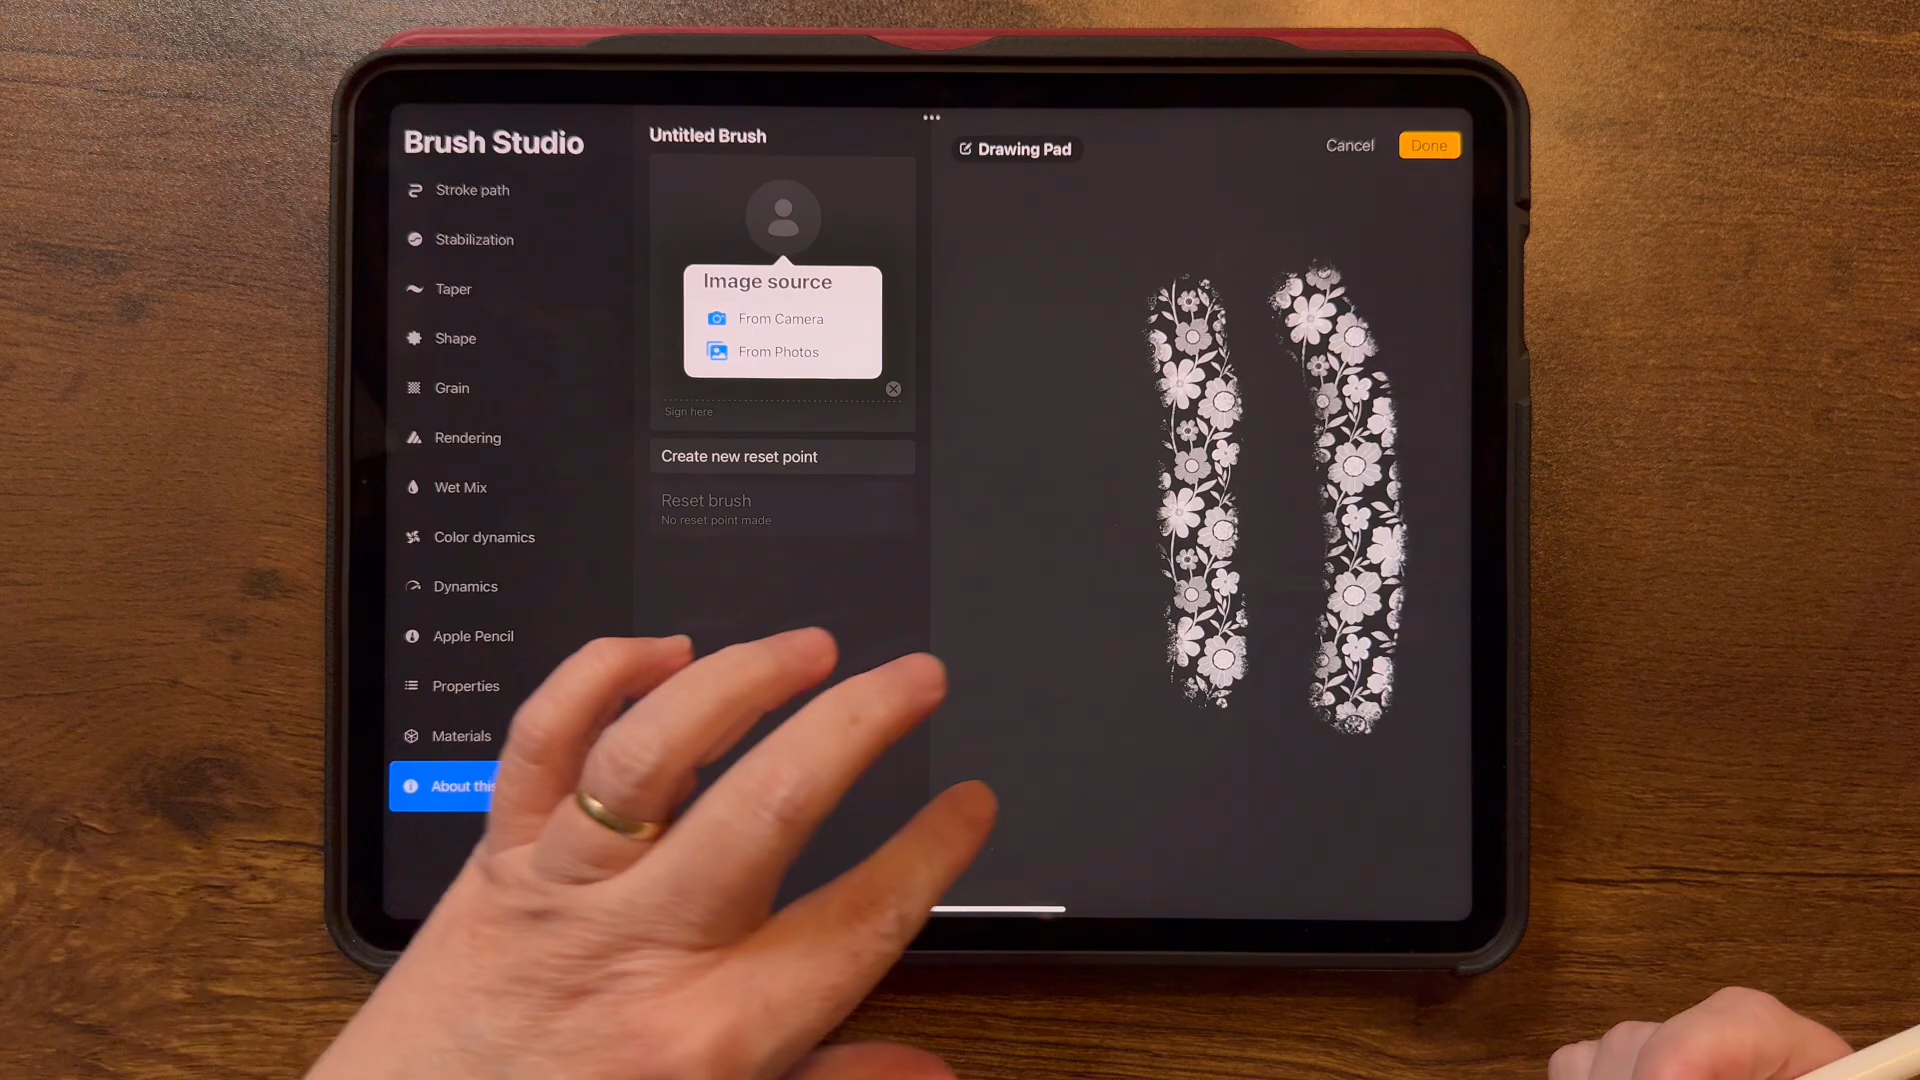 Brush Studio
Stroke path
Stabilization
Taper
Shape
Grain
Rendering
Wet Mix
Color dynamics
Dynamics
Apple Pencil
Properties
Materials
About this
Untitled Brush
Image source
From Camera
From Photos
Sign here
Create new reset point
Reset brush
No reset point made
Drawing Pad
Cancel
Done